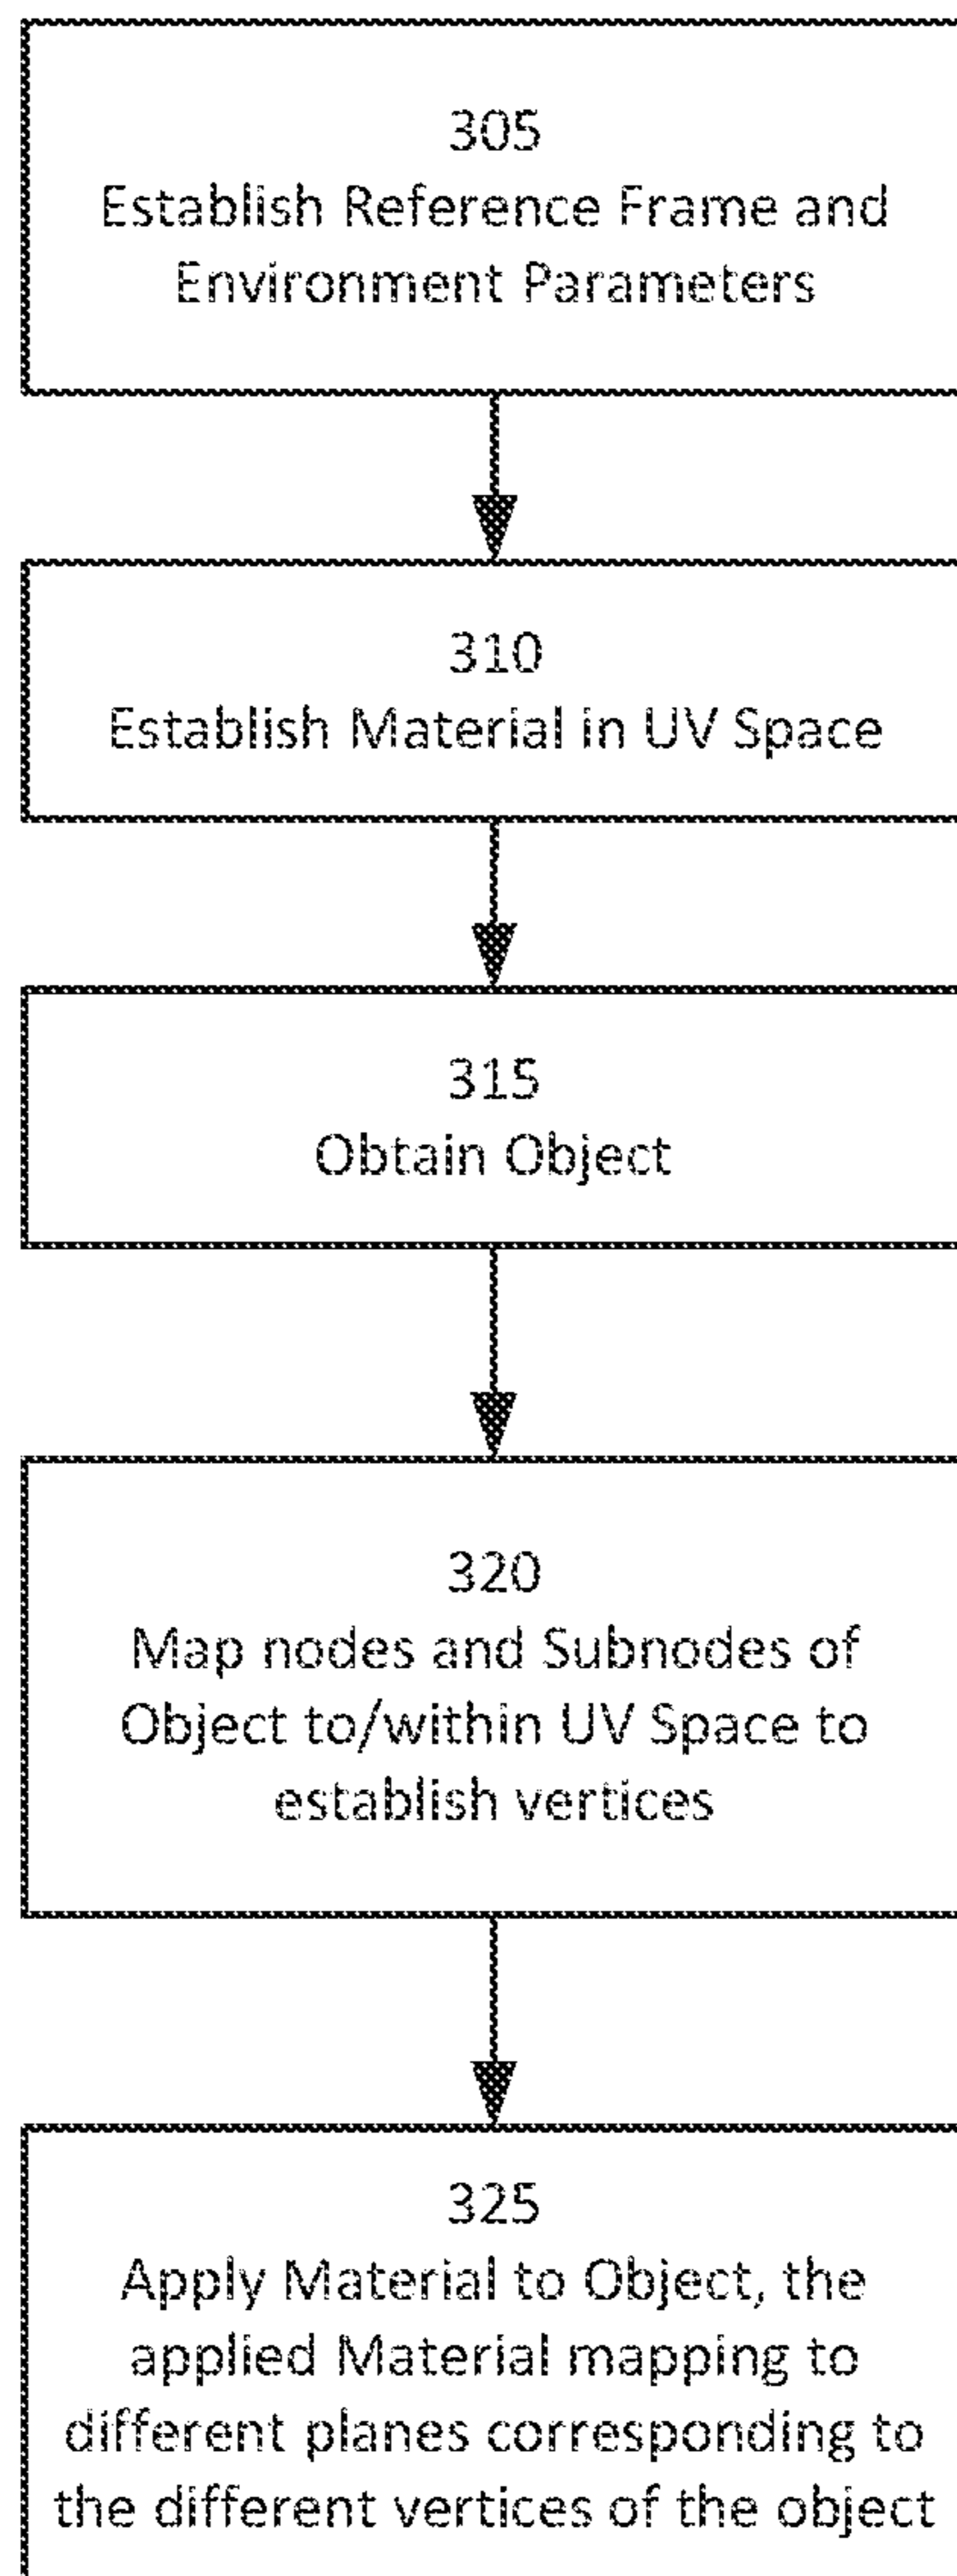 305
Establish Reference Frame and
Environment Parameters
310
Establish Material in UV Space
315
Obtain Object
320
Map nodes and Subnodes of
Object to/within UV Space to
establish vertices
325
Apply Material to Object, the
applied Material mapping to
different planes corresponding to
the different vertices of the object